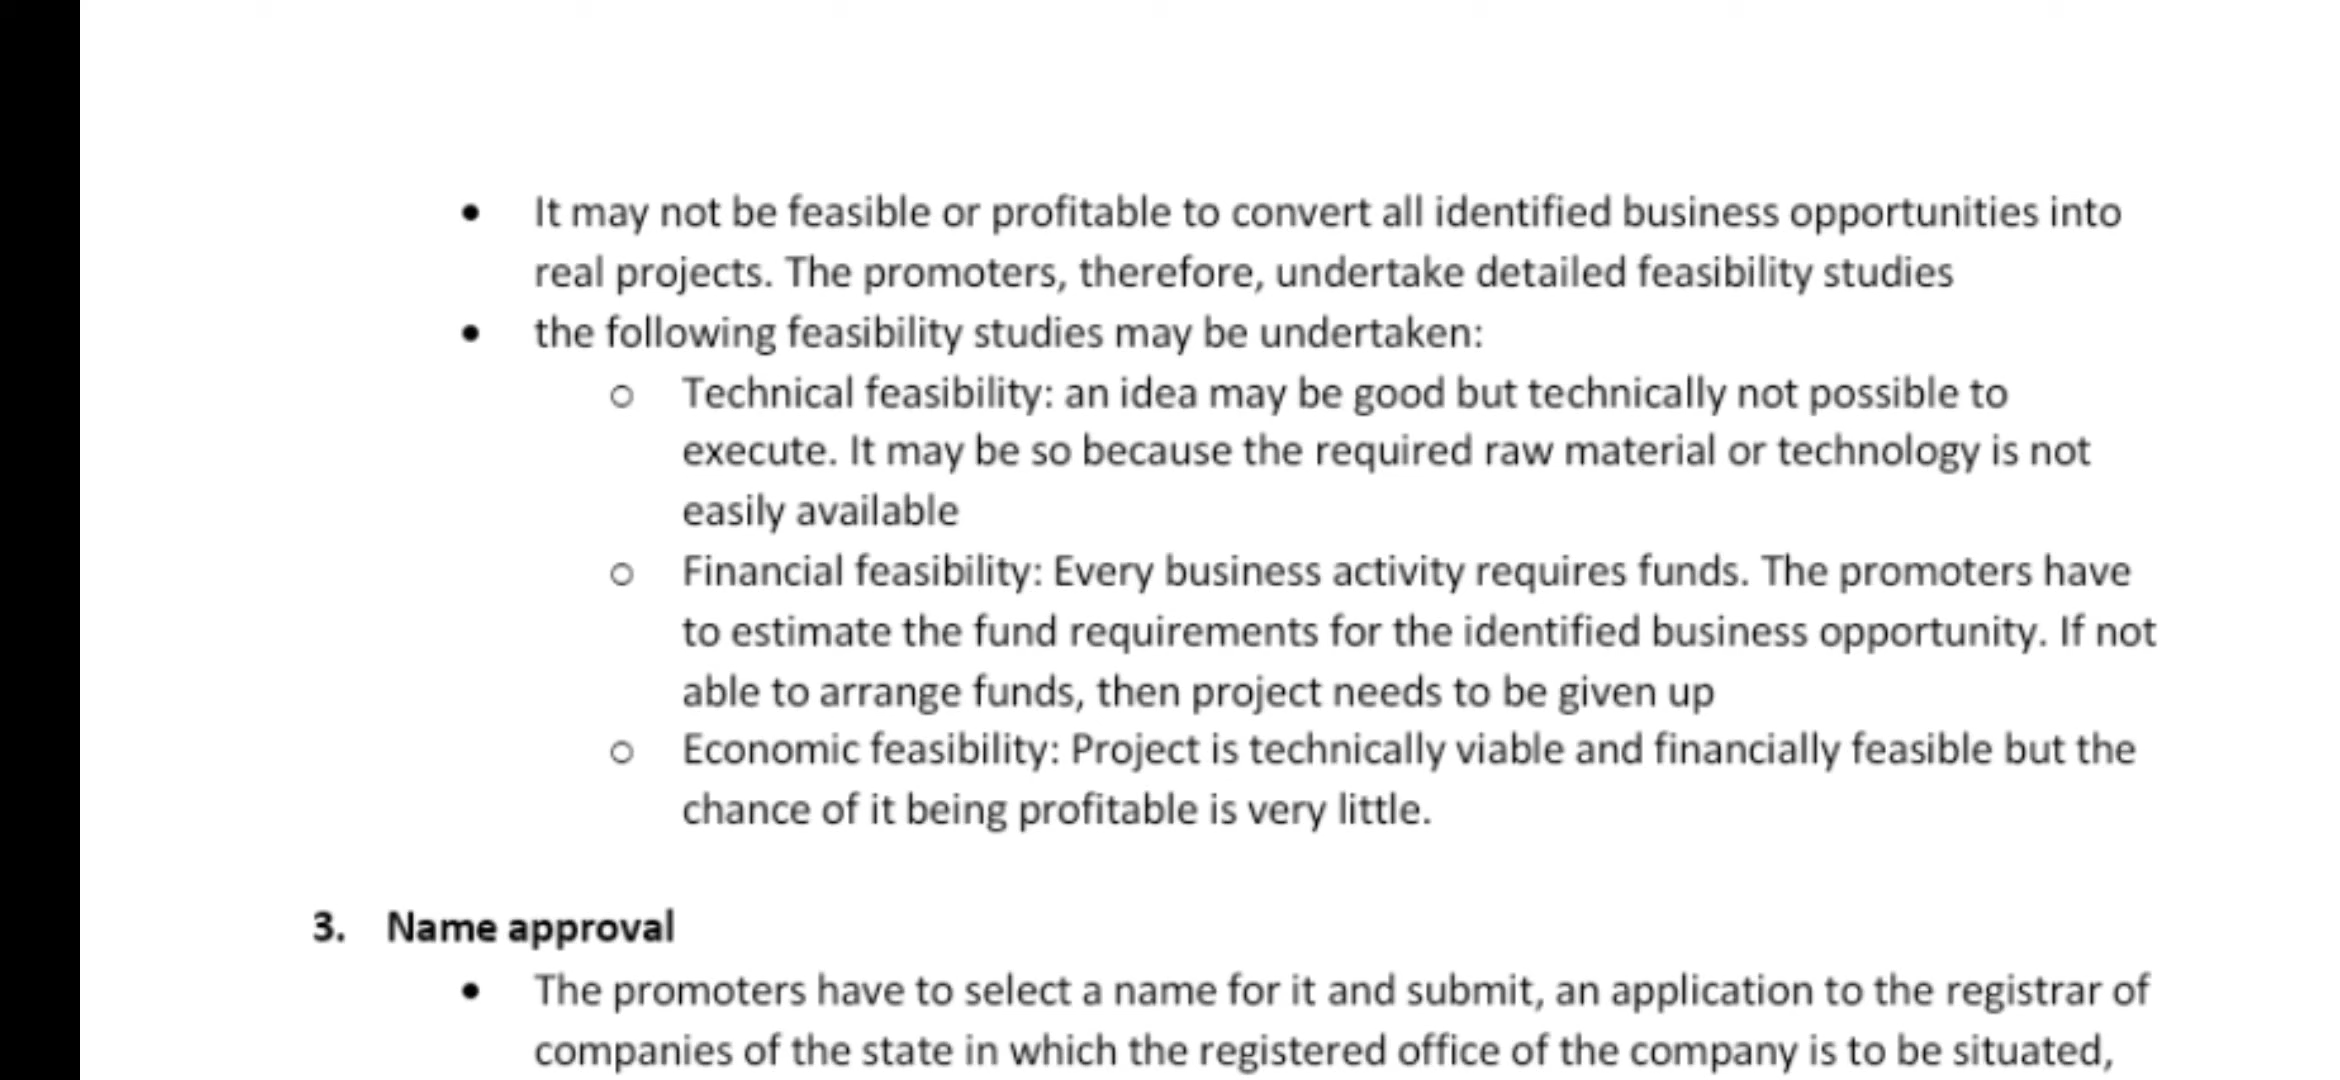 • It may not be feasible or profitable to convert all identified business opportunities into
real projects. The promoters, therefore, undertake detailed feasibility studies
• the following feasibility studies may be undertaken:
o Technical feasibility: an idea may be good but technically not possible to
execute. It may be so because the required raw material or technology is not
easily available
o Financial feasibility: Every business activity requires funds. The promoters have
to estimate the fund requirements for the identified business opportunity. If not
able to arrange funds, then project needs to be given up
o Economic feasibility: Project is technically viable and financially feasible but the
chance of it being profitable is very little.
3. Name approval
• The promoters have to select a name for it and submit, an application to the registrar of
companies of the state in which the registered office of the company is to be situated,